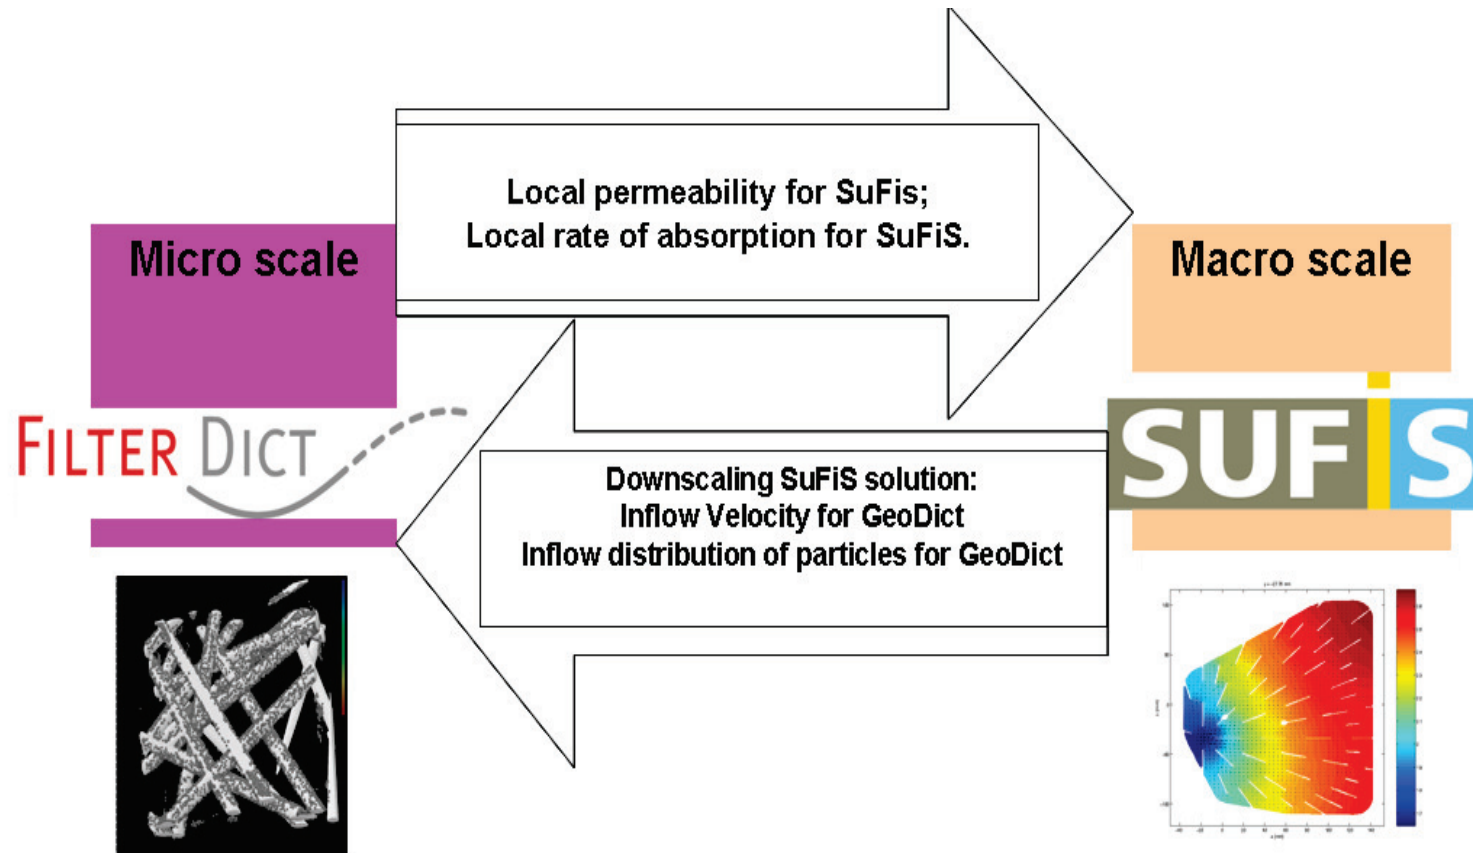 Local permeability for SuFis;
Local rate of absorption for SuFiS.
Micro scale
Macro scale
FILTER DICT
SUFiS
Downscaling SuFiS solution:
Inflow Velocity for GeoDict
Inflow distribution of particles for GeoDict